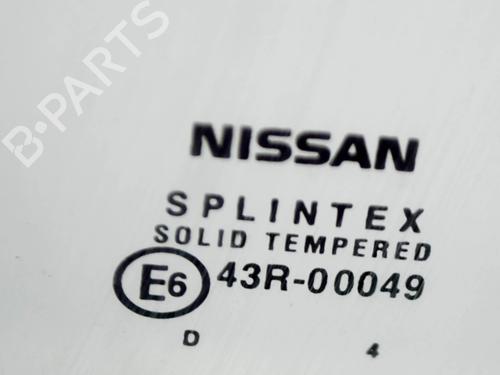 B-PARTS
NISSAN
SPLINTEX
SOLID TEMPERED
E6 43R-00049
D 4